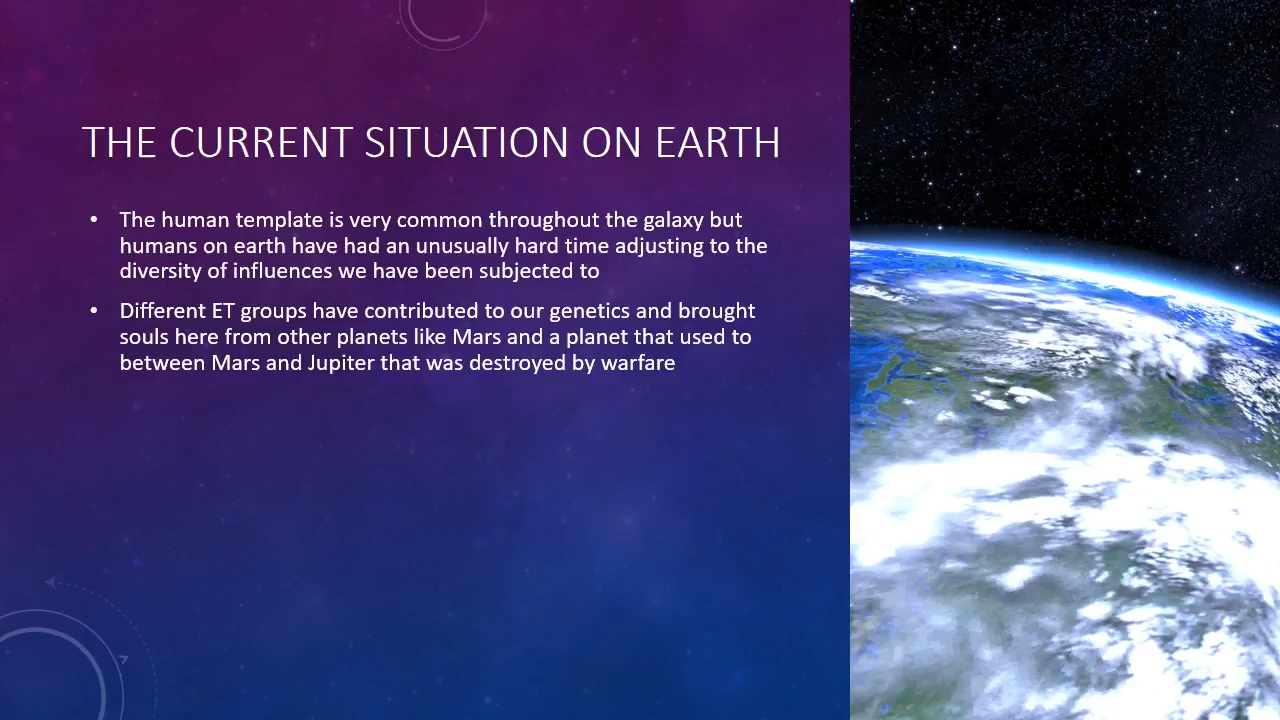 THE CURRENT SITUATION ON EARTH
• The human template is very common throughout the galaxy but
humans on earth have had an unusually hard time adjusting to the
diversity of influences we have been subjected to
• Different ET groups have contributed to our genetics and brought
souls here from other planets like Mars and a planet that used to
between Mars and Jupiter that was destroyed by warfare